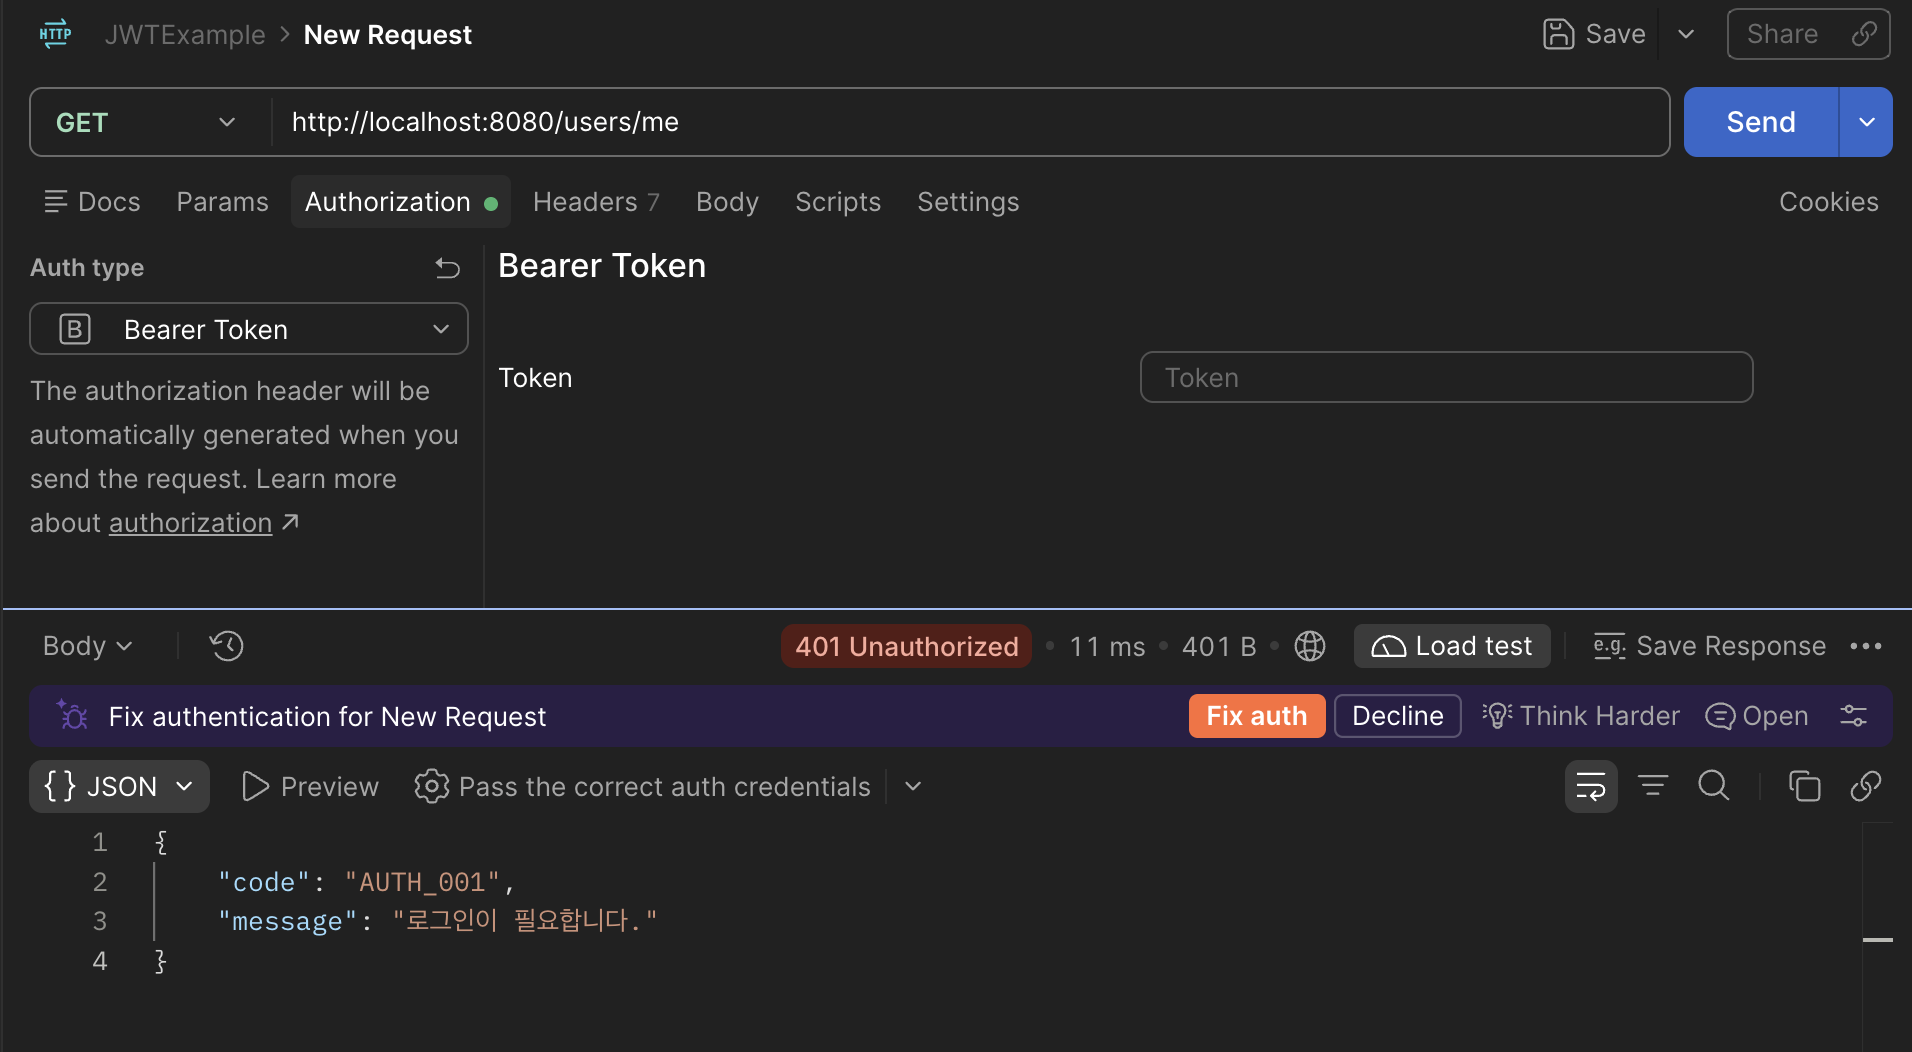 HTTP JWTExample > New Request Save Share
GET http://localhost:8080/users/me Send
Docs Params Authorization Headers 7 Body Scripts Settings Cookies
Auth type
B Bearer Token
The authorization header will be
automatically generated when you
send the request. Learn more
about authorization ↗
Bearer Token
Token Token
Body 401 Unauthorized • 11 ms • 401 B • Load test e.g. Save Response •••
Fix authentication for New Request Fix auth Decline Think Harder Open
{} JSON Preview Pass the correct auth credentials
1 {
2 "code": "AUTH_001",
3 "message": "로그인이 필요합니다."
4 }